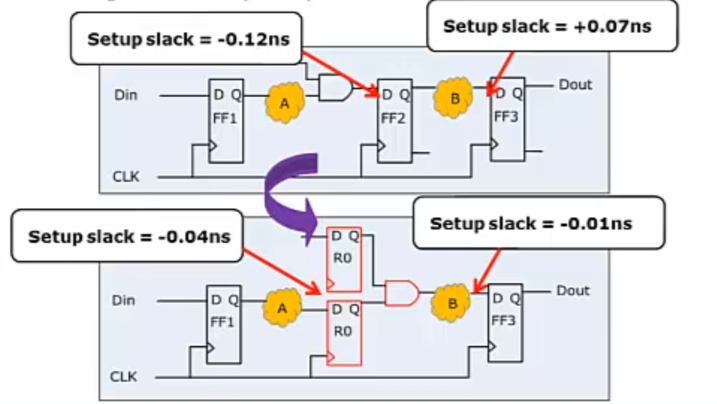 Setup slack = -0.12ns
Setup slack = +0.07ns
Din
D Q
FF1
A
D Q
FF2
B
D Q
FF3
Dout
CLK
Setup slack = -0.04ns
Setup slack = -0.01ns
D Q
R0
Din
D Q
FF1
A
D Q
R0
B
D Q
FF3
Dout
CLK